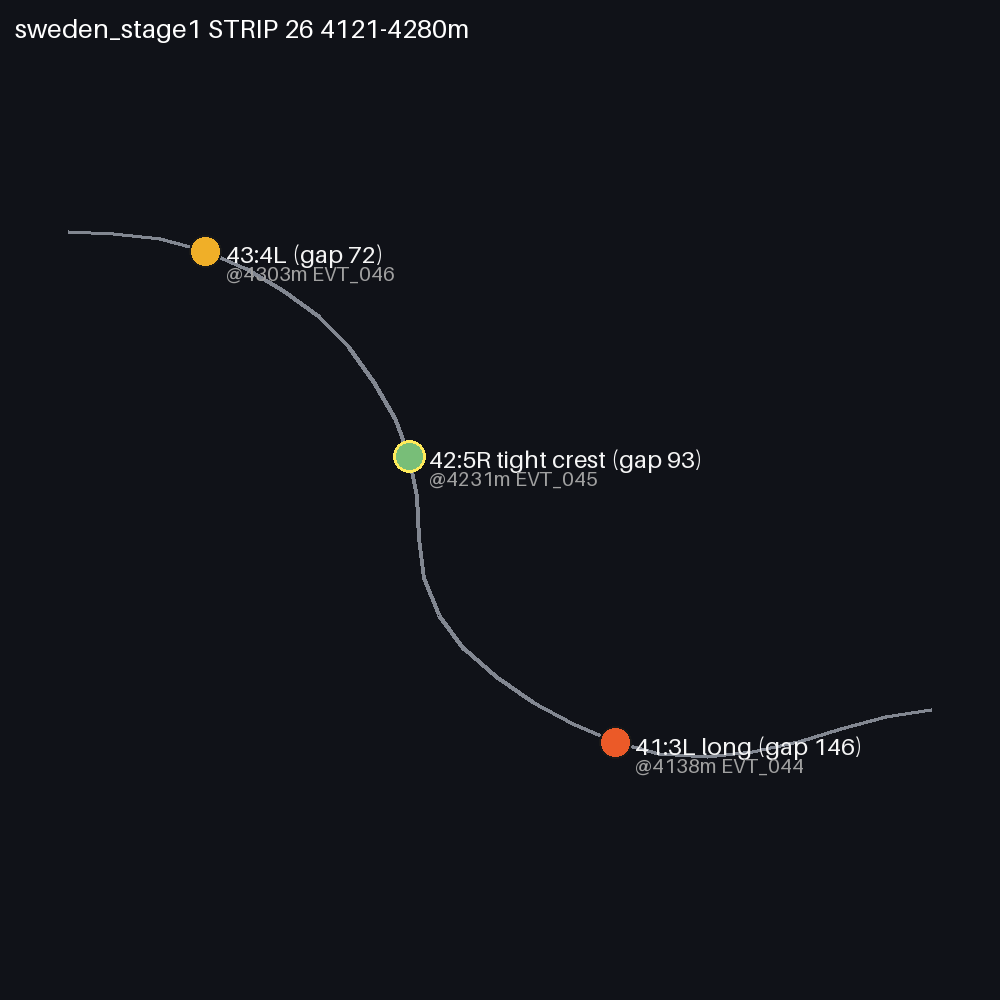 sweden_stage1 STRIP 26 4121-4280m
43:4L (gap 72)
@4303m EVT_046
42:5R tight crest (gap 93)
@4231m EVT_045
41:3L long (gap 146)
@4138m EVT_044